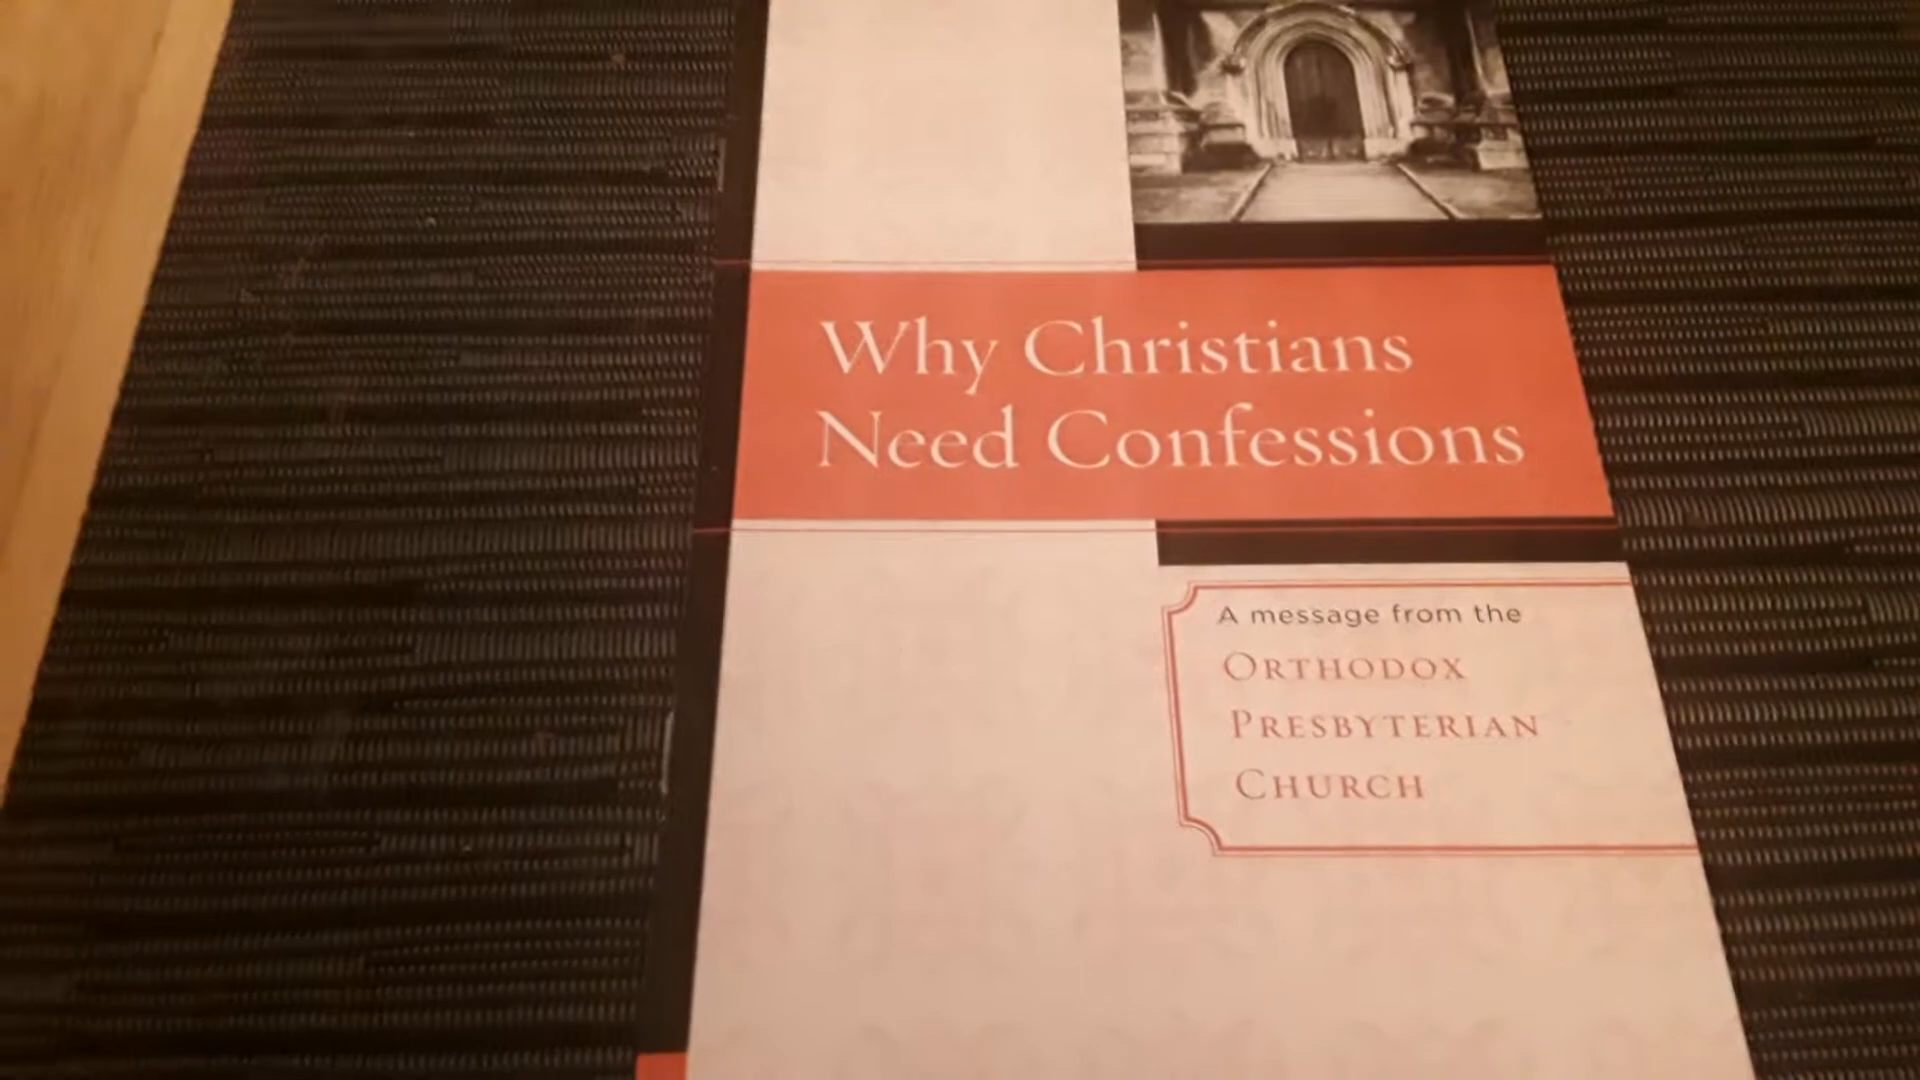 Why Christians
Need Confessions
A message from the
ORTHODOX
PRESBYTERIAN
CHURCH